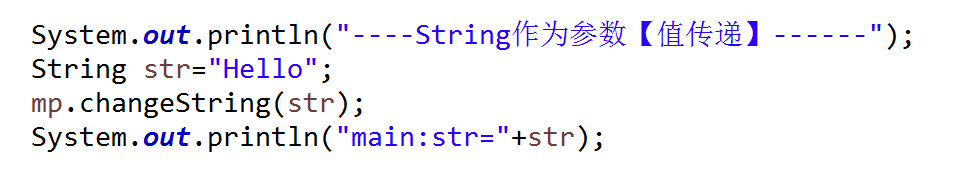 System.out.println("----String作为参数【值传递】------");
String str="Hello";
mp.changeString(str);
System.out.println("main:str="+str);